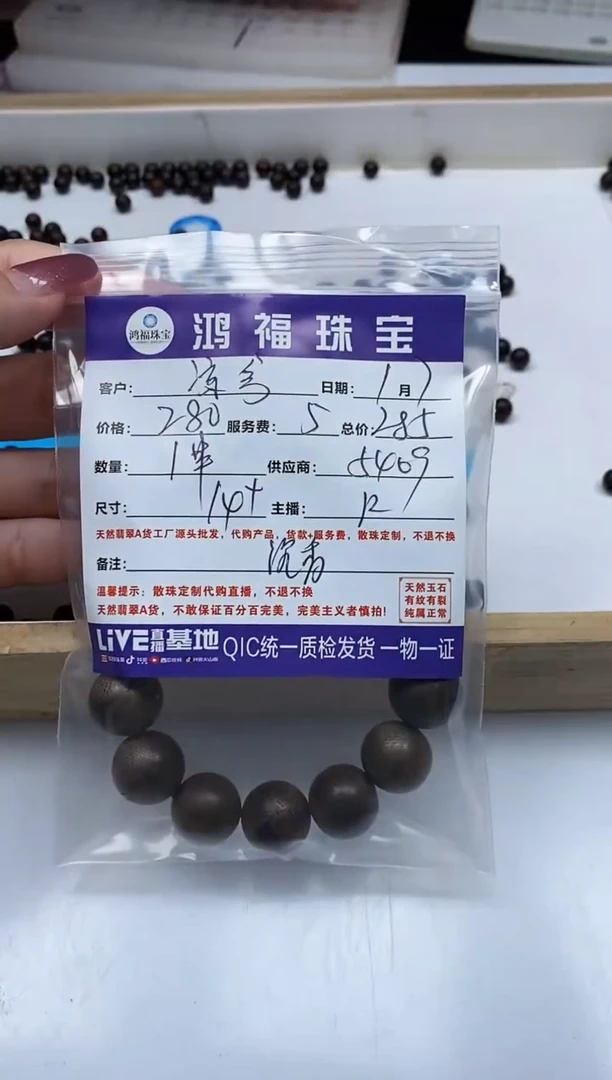 鸿福珠宝
鸿福珠宝
客户: 日期: 1月7
价格: 280 服务费: 5 总价: 285
数量: 1串 供应商: 5469
尺寸: 14+ 主播: 12
天然翡翠A货工厂源头批发，代购产品，货款+服务费，散珠定制，不退不换
备注: 沉香
温馨提示：散珠定制代购直播，不退不换
天然翡翠A货，不敢保证百分百完美，完美主义者慎拍!
天然玉石
有纹有裂
纯属正常
LiVE直播基地 QIC统一质检发货 一物一证